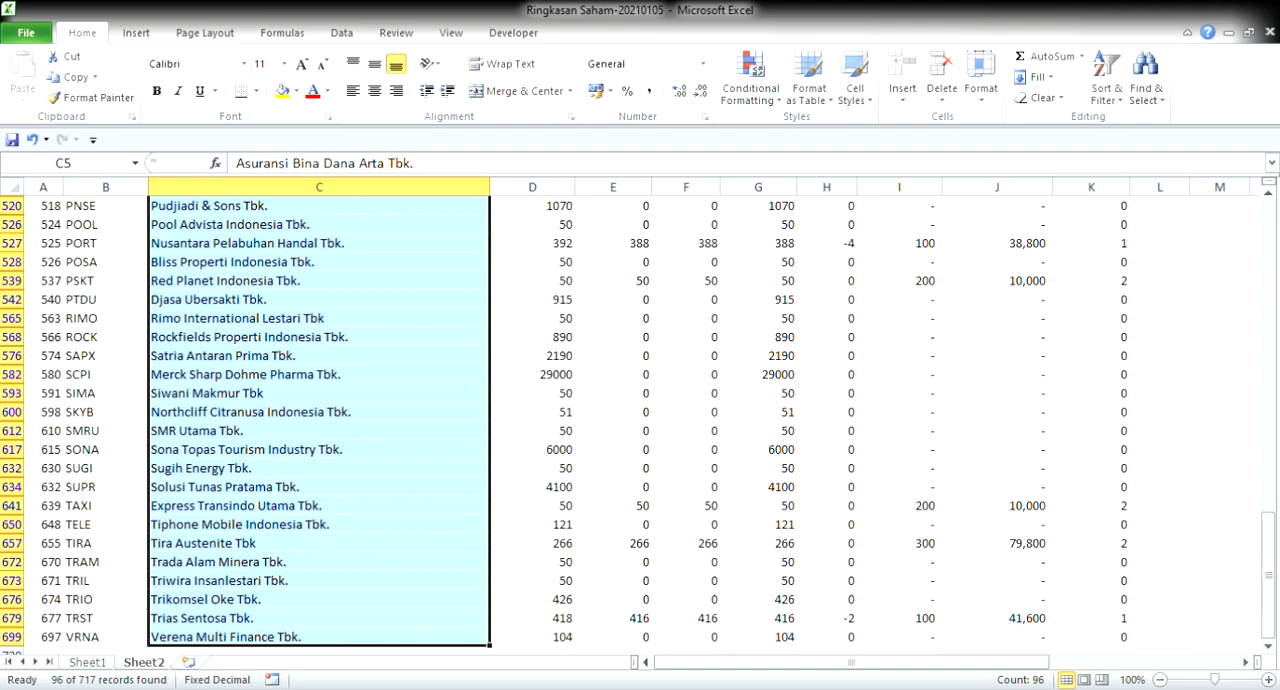 Ringkasan Saham-20210105 - Microsoft Excel
File Home Insert Page Layout Formulas Data Review View Developer
Cut
Copy
Format Painter
Paste
Clipboard
Calibri 11
Font
Wrap Text
Merge & Center
Alignment
General
Number
Conditional Formatting
Format as Table
Cell Styles
Styles
Insert Delete Format
Cells
AutoSum
Fill
Clear
Sort & Filter
Find & Select
Editing
C5 fx Asuransi Bina Dana Arta Tbk.
A B C D E F G H I J K L M
520 518 PNSE Pudjiadi & Sons Tbk. 1070 0 0 1070 0 - - 0
526 524 POOL Pool Advista Indonesia Tbk. 50 0 0 50 0 - - 0
527 525 PORT Nusantara Pelabuhan Handal Tbk. 392 388 388 388 -4 100 38,800 1
528 526 POSA Bliss Properti Indonesia Tbk. 50 0 0 50 0 - - 0
539 537 PSKT Red Planet Indonesia Tbk. 50 50 50 50 0 200 10,000 2
542 540 PTDU Djasa Ubersakti Tbk. 915 0 0 915 0 - - 0
565 563 RIMO Rimo International Lestari Tbk 50 0 0 50 0 - - 0
568 566 ROCK Rockfields Properti Indonesia Tbk. 890 0 0 890 0 - - 0
576 574 SAPX Satria Antaran Prima Tbk. 2190 0 0 2190 0 - - 0
582 580 SCPI Merck Sharp Dohme Pharma Tbk. 29000 0 0 29000 0 - - 0
593 591 SIMA Siwani Makmur Tbk 50 0 0 50 0 - - 0
600 598 SKYB Northcliff Citranusa Indonesia Tbk. 51 0 0 51 0 - - 0
612 610 SMRU SMR Utama Tbk. 50 0 0 50 0 - - 0
617 615 SONA Sona Topas Tourism Industry Tbk. 6000 0 0 6000 0 - - 0
632 630 SUGI Sugih Energy Tbk. 50 0 0 50 0 - - 0
634 632 SUPR Solusi Tunas Pratama Tbk. 4100 0 0 4100 0 - - 0
641 639 TAXI Express Transindo Utama Tbk. 50 50 50 50 0 200 10,000 2
650 648 TELE Tiphone Mobile Indonesia Tbk. 121 0 0 121 0 - - 0
657 655 TIRA Tira Austenite Tbk 266 266 266 266 0 300 79,800 2
672 670 TRAM Trada Alam Minera Tbk. 50 0 0 50 0 - - 0
673 671 TRIL Triwira Insanlestari Tbk. 50 0 0 50 0 - - 0
676 674 TRIO Trikomsel Oke Tbk. 426 0 0 426 0 - - 0
679 677 TRST Trias Sentosa Tbk. 418 416 416 416 -2 100 41,600 1
699 697 VRNA Verena Multi Finance Tbk. 104 0 0 104 0 - - 0
Sheet1 Sheet2
Ready 96 of 717 records found Fixed Decimal Count: 96 100%